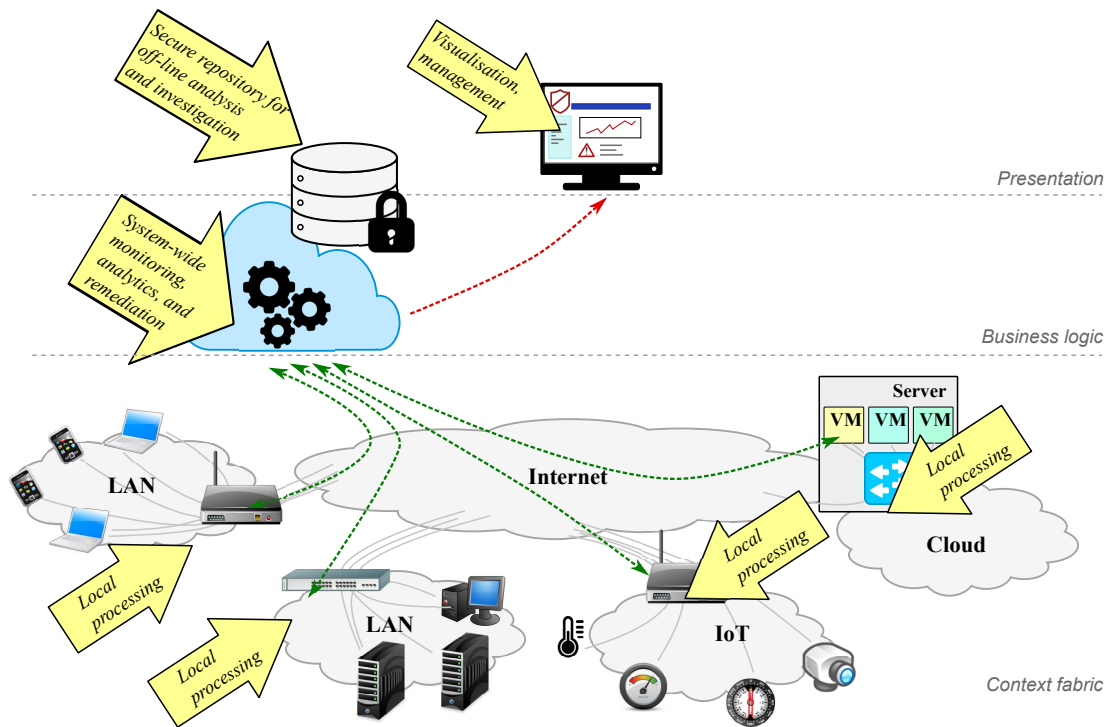 Secure repository for
off-line analysis
and investigation
Visualisation,
management
Presentation
System-wide
monitoring,
analytics, and
remediation
Business logic
Server
VM
VM
VM
LAN
Internet
Local
processing
Cloud
Local
processing
Local
processing
LAN
IoT
Local
processing
Context fabric